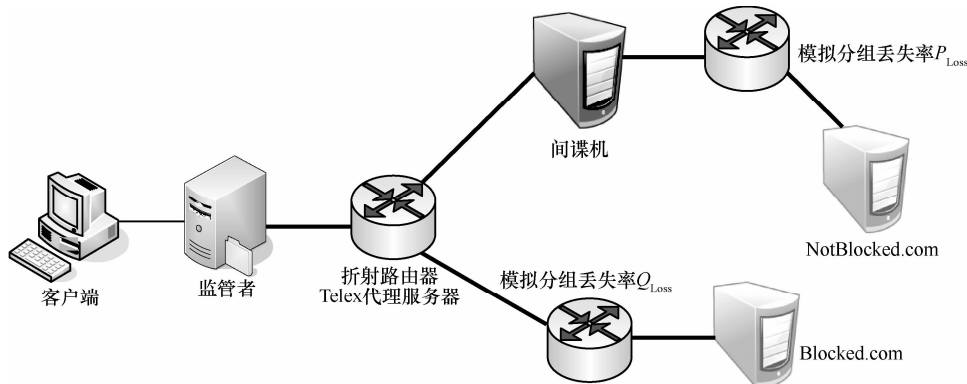 模拟分组丢失率P_Loss
间谍机
NotBlocked.com
客户端
监管者
折射路由器
Telex代理服务器
模拟分组丢失率Q_Loss
Blocked.com